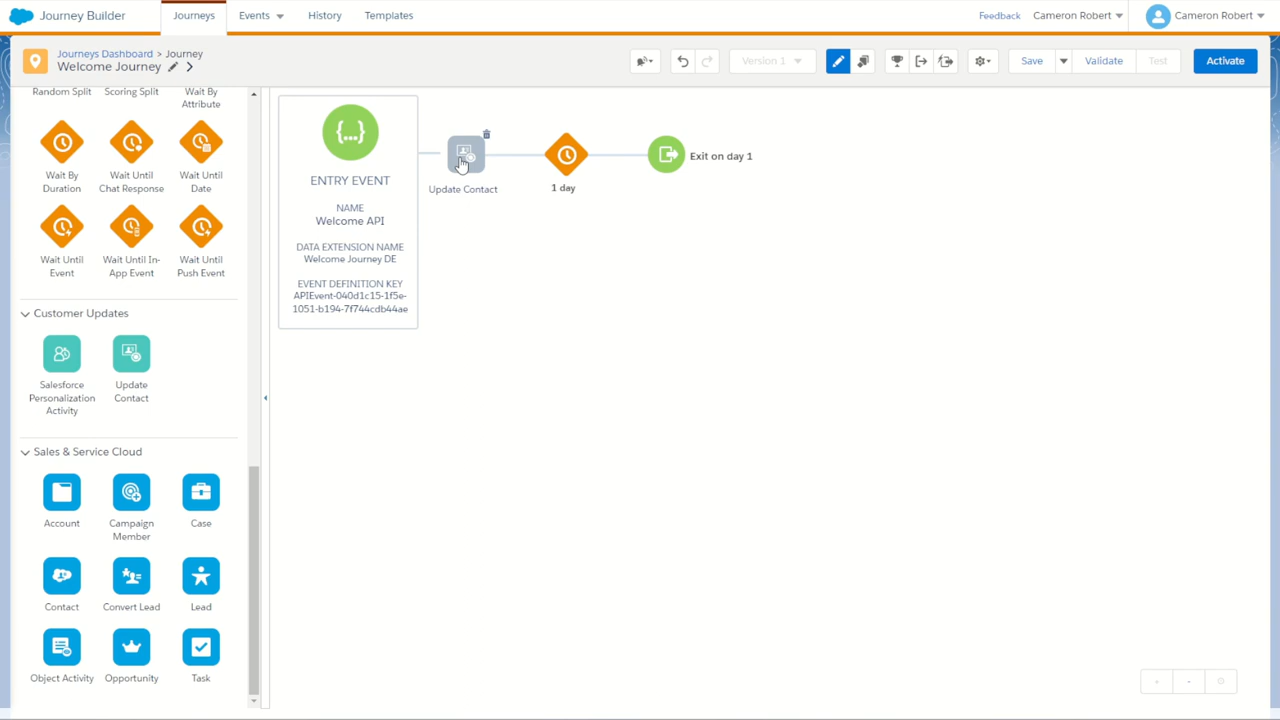 Journey Builder
Journeys
Events
History
Templates
Feedback
Cameron Robert
Cameron Robert
Journeys Dashboard > Journey
Welcome Journey
Version 1
Save
Validate
Test
Activate
Random Split
Scoring Split
Wait By
Attribute
Wait By
Duration
Wait Until
Chat Response
Wait Until
Date
Wait Until
Event
Wait Until In-
App Event
Wait Until
Push Event
Customer Updates
Salesforce
Personalization
Activity
Update
Contact
Sales & Service Cloud
Account
Campaign
Member
Case
Contact
Convert Lead
Lead
Object Activity
Opportunity
Task
{...}
ENTRY EVENT
NAME
Welcome API
DATA EXTENSION NAME
Welcome Journey DE
EVENT DEFINITION KEY
APIEvent-040d1c15-1f5e-
1051-b194-7f744cdb44ae
Update Contact
1 day
Exit on day 1